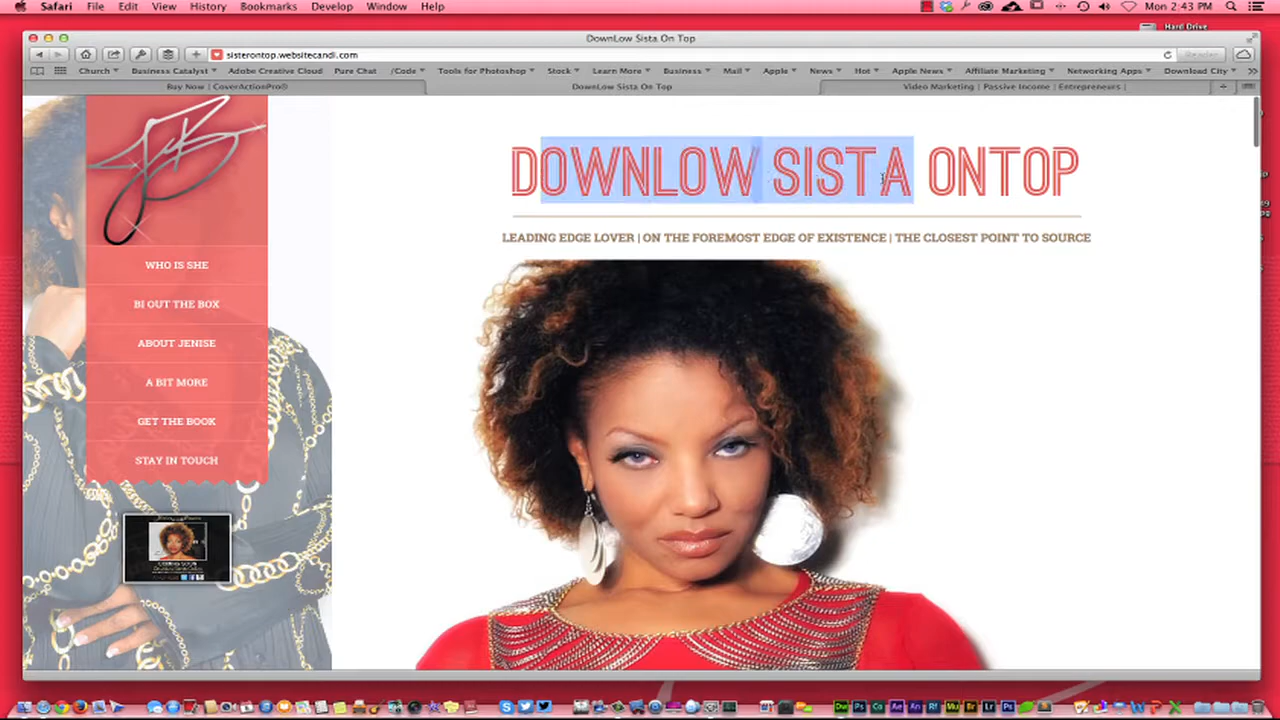 Safari File Edit View History Bookmarks Develop Window Help Mon 2:43 PM
Hard Drive
DownLow Sista On Top
sisterontop.websitecandi.com
Church Business Catalyst Adobe Creative Cloud Pure Chat /Code Tools for Photoshop Stock Learn More Business Mail Apple News Hot Apple News Affiliate Marketing Networking Apps Download City
Buy Now | CoverActionPro® DownLow Sista On Top Video Marketing | Passive Income | Entrepreneurs |
DOWNLOW SISTA ONTOP
LEADING EDGE LOVER | ON THE FOREMOST EDGE OF EXISTENCE | THE CLOSEST POINT TO SOURCE
WHO IS SHE
BI OUT THE BOX
ABOUT JENISE
A BIT MORE
GET THE BOOK
STAY IN TOUCH